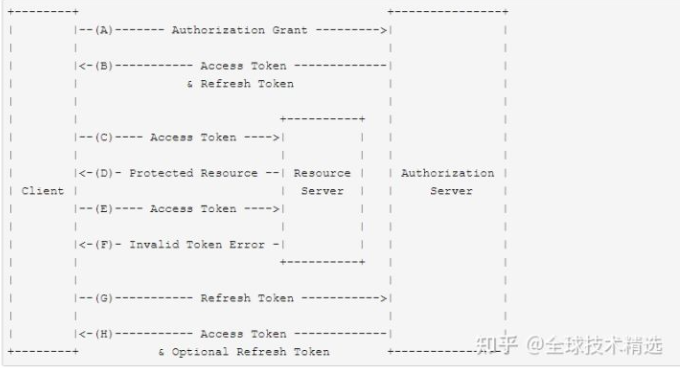 +--------+                                           +---------------+
|        |--(A)------- Authorization Grant --------->|               |
|        |                                           |               |
|        |<-(B)----------- Access Token -------------|               |
|        |               & Refresh Token             |               |
|        |                                           |               |
|        |                            +----------+   |               |
|        |--(C)---- Access Token ---->|          |   |               |
|        |                            |          |   |               |
|        |<-(D)- Protected Resource --| Resource |   | Authorization |
| Client |                            |  Server  |   |     Server    |
|        |--(E)---- Access Token ---->|          |   |               |
|        |                            |          |   |               |
|        |<-(F)- Invalid Token Error -|          |   |               |
|        |                            +----------+   |               |
|        |                                           |               |
|        |--(G)----------- Refresh Token ----------->|               |
|        |                                           |               |
|        |<-(H)----------- Access Token -------------|               |
+--------+           & Optional Refresh Token        +---------------+
知乎 @全球技术精选